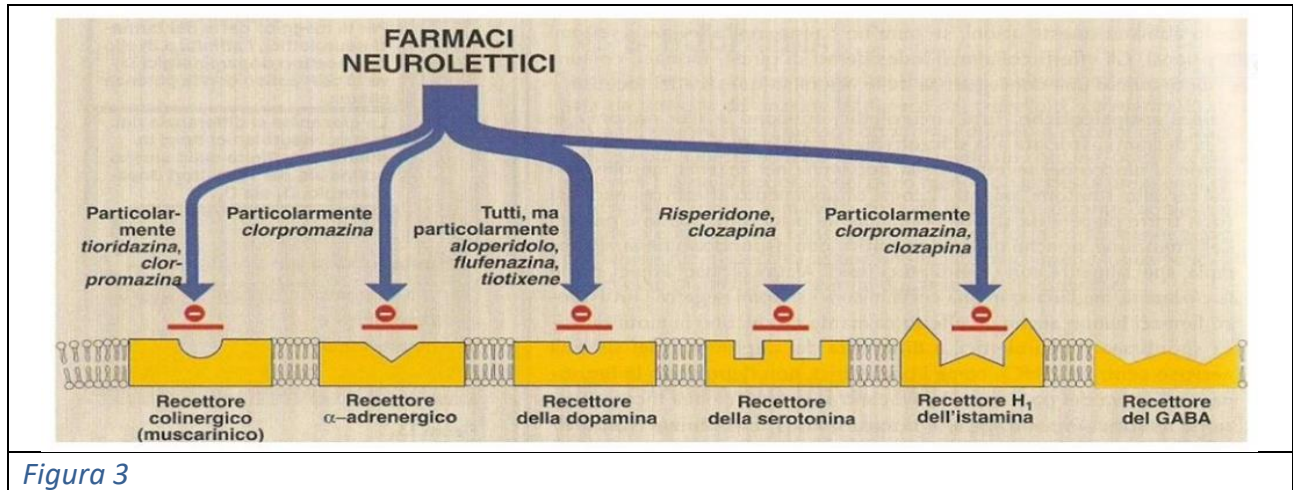 FARMACI
NEUROLETTICI
Particolar-
mente
tioridazina,
clor-
promazina
Particolarmente
clorpromazina
Tutti, ma
particolarmente
aloperidolo,
flufenazina,
tiotixene
Risperidone,
clozapina
Particolarmente
clorpromazina,
clozapina
Recettore
colinergico
(muscarinico)
Recettore
α–adrenergico
Recettore
della dopamina
Recettore
della serotonina
Recettore H₁
dell'istamina
Recettore
del GABA
Figura 3